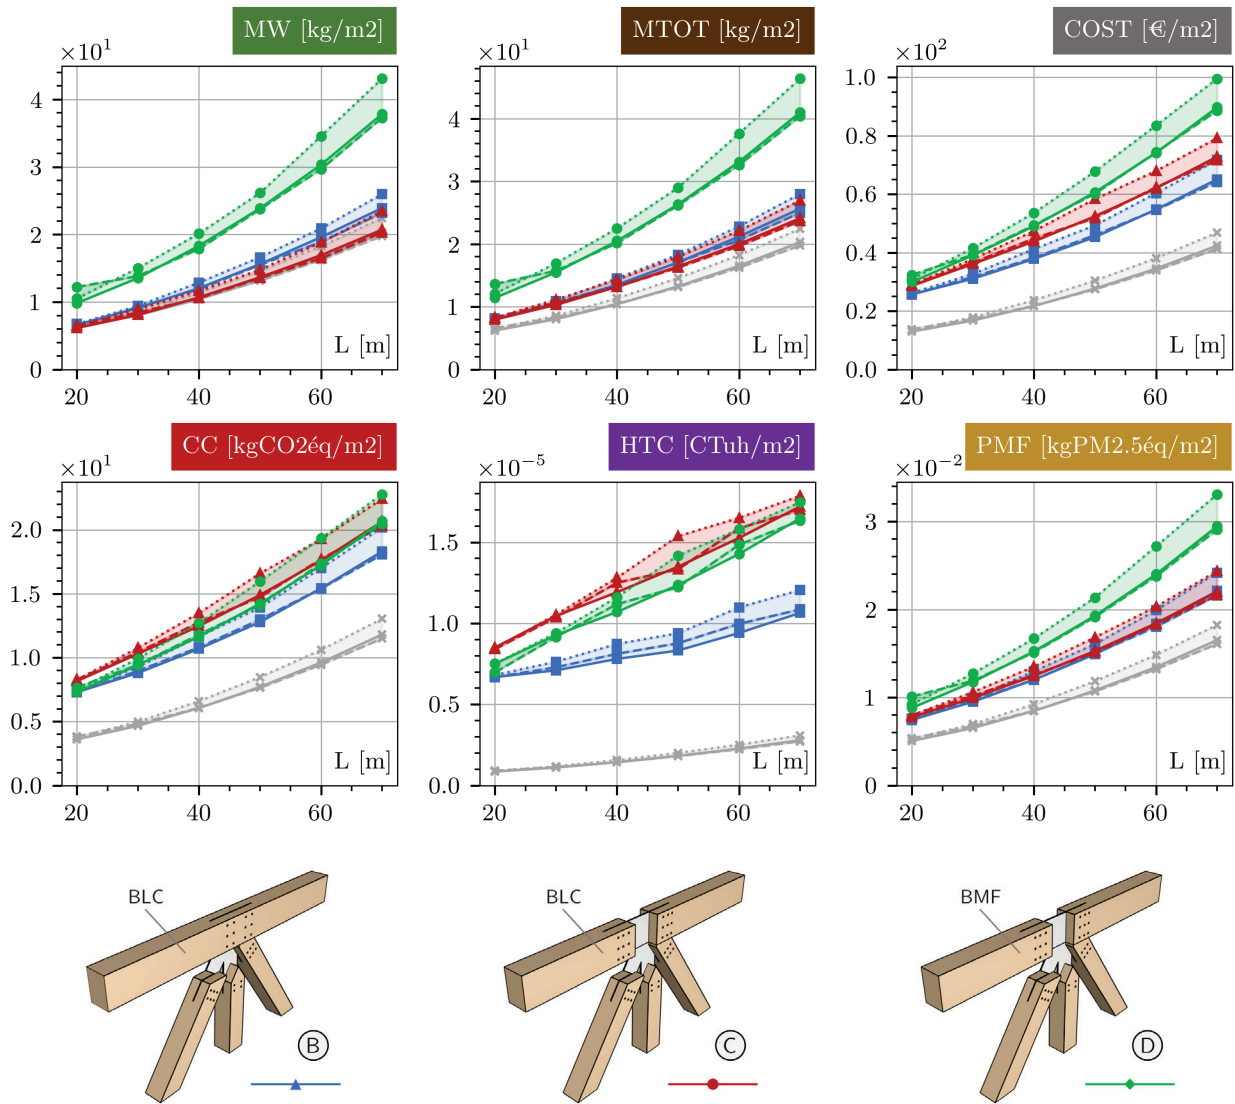 MW [kg/m2]
MTOT [kg/m2]
COST [€/m2]
×10¹
×10¹
×10²
4
3
2
1
0
L [m]
20
40
60
4
3
2
1
0
L [m]
20
40
60
1.0
0.8
0.6
0.4
0.2
0.0
L [m]
20
40
60
CC [kgCO2éq/m2]
HTC [CTuh/m2]
PMF [kgPM2.5éq/m2]
×10¹
×10⁻⁵
×10⁻²
2.0
1.5
1.0
0.5
0.0
L [m]
20
40
60
1.5
1.0
0.5
0.0
L [m]
20
40
60
3
2
1
0
L [m]
20
40
60
BLC
BLC
BMF
B
C
D